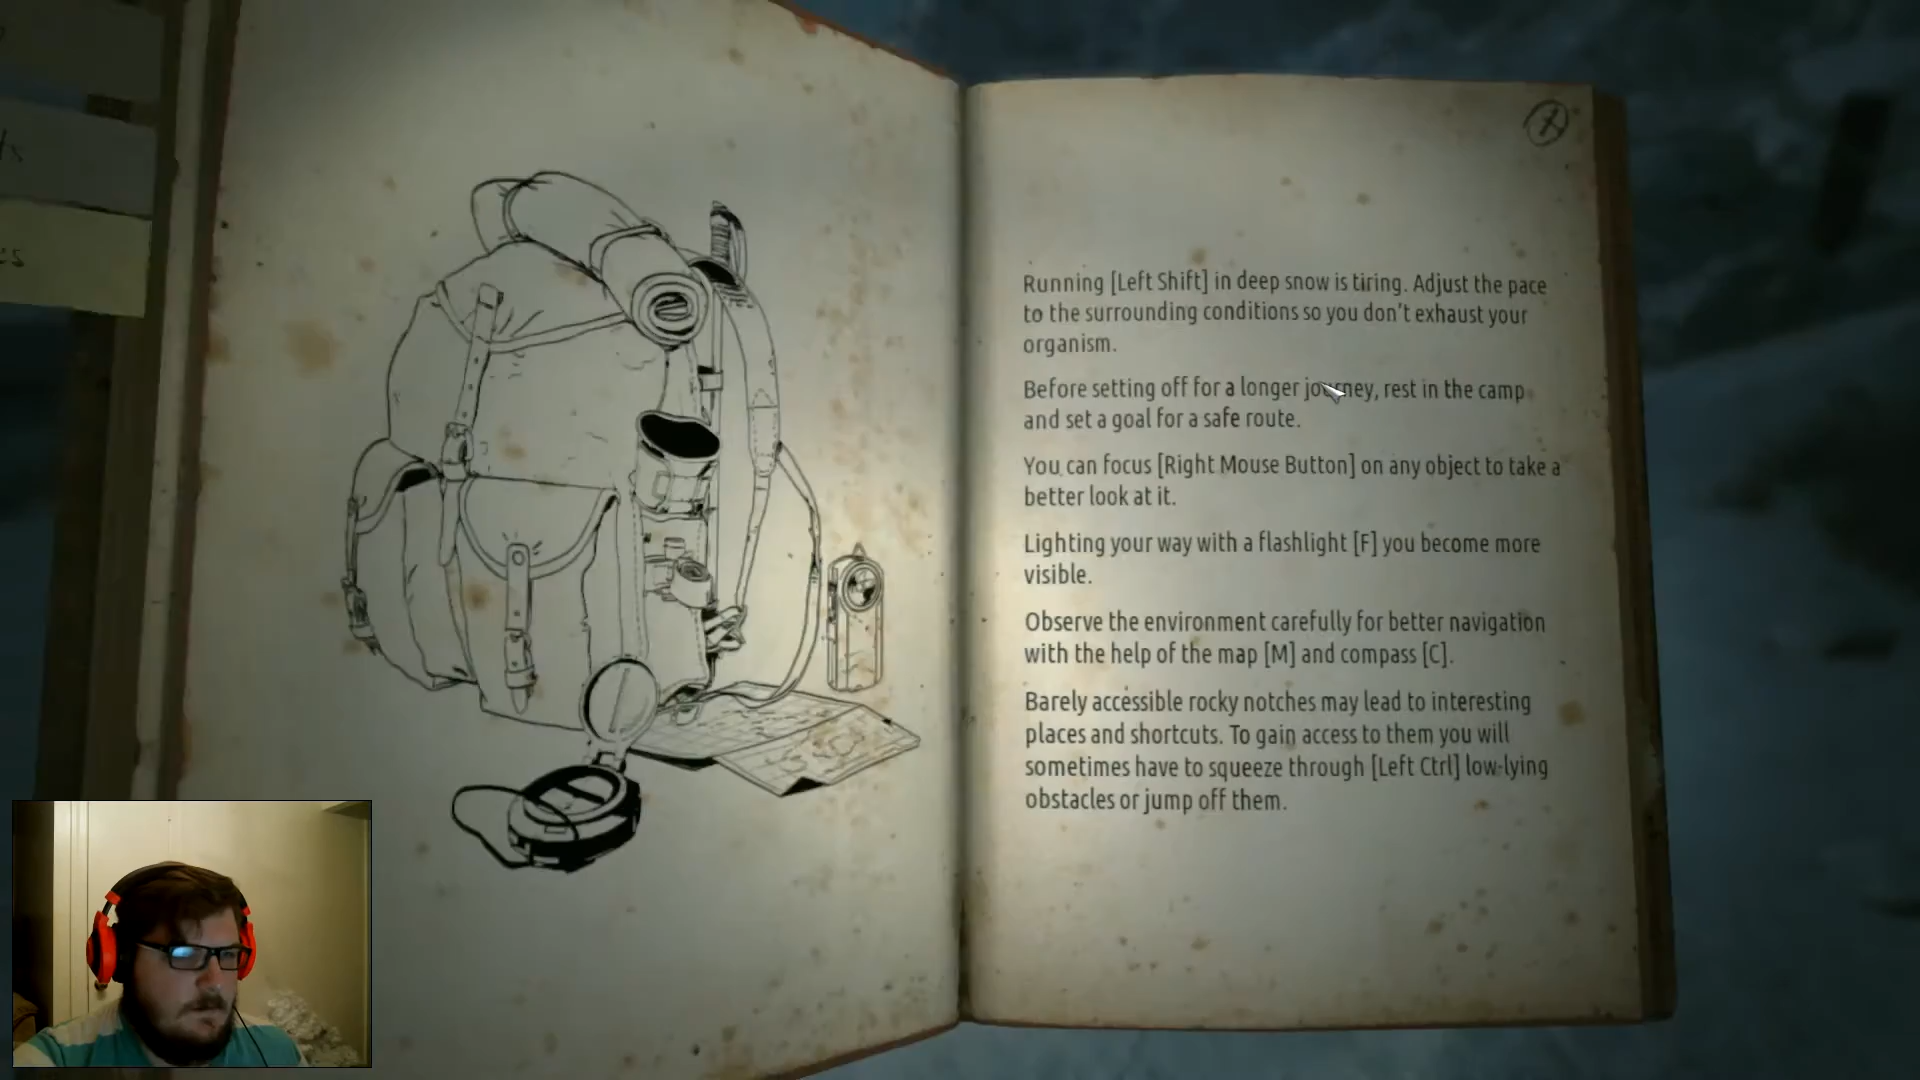 Running [Left Shift] in deep snow is tiring. Adjust the pace
to the surrounding conditions so you don't exhaust your
organism.
Before setting off for a longer journey, rest in the camp
and set a goal for a safe route.
You can focus [Right Mouse Button] on any object to take a
better look at it.
Lighting your way with a flashlight [F] you become more
visible.
Observe the environment carefully for better navigation
with the help of the map [M] and compass [C].
Barely accessible rocky notches may lead to interesting
places and shortcuts. To gain access to them you will
sometimes have to squeeze through [Left Ctrl] low-lying
obstacles or jump off them.